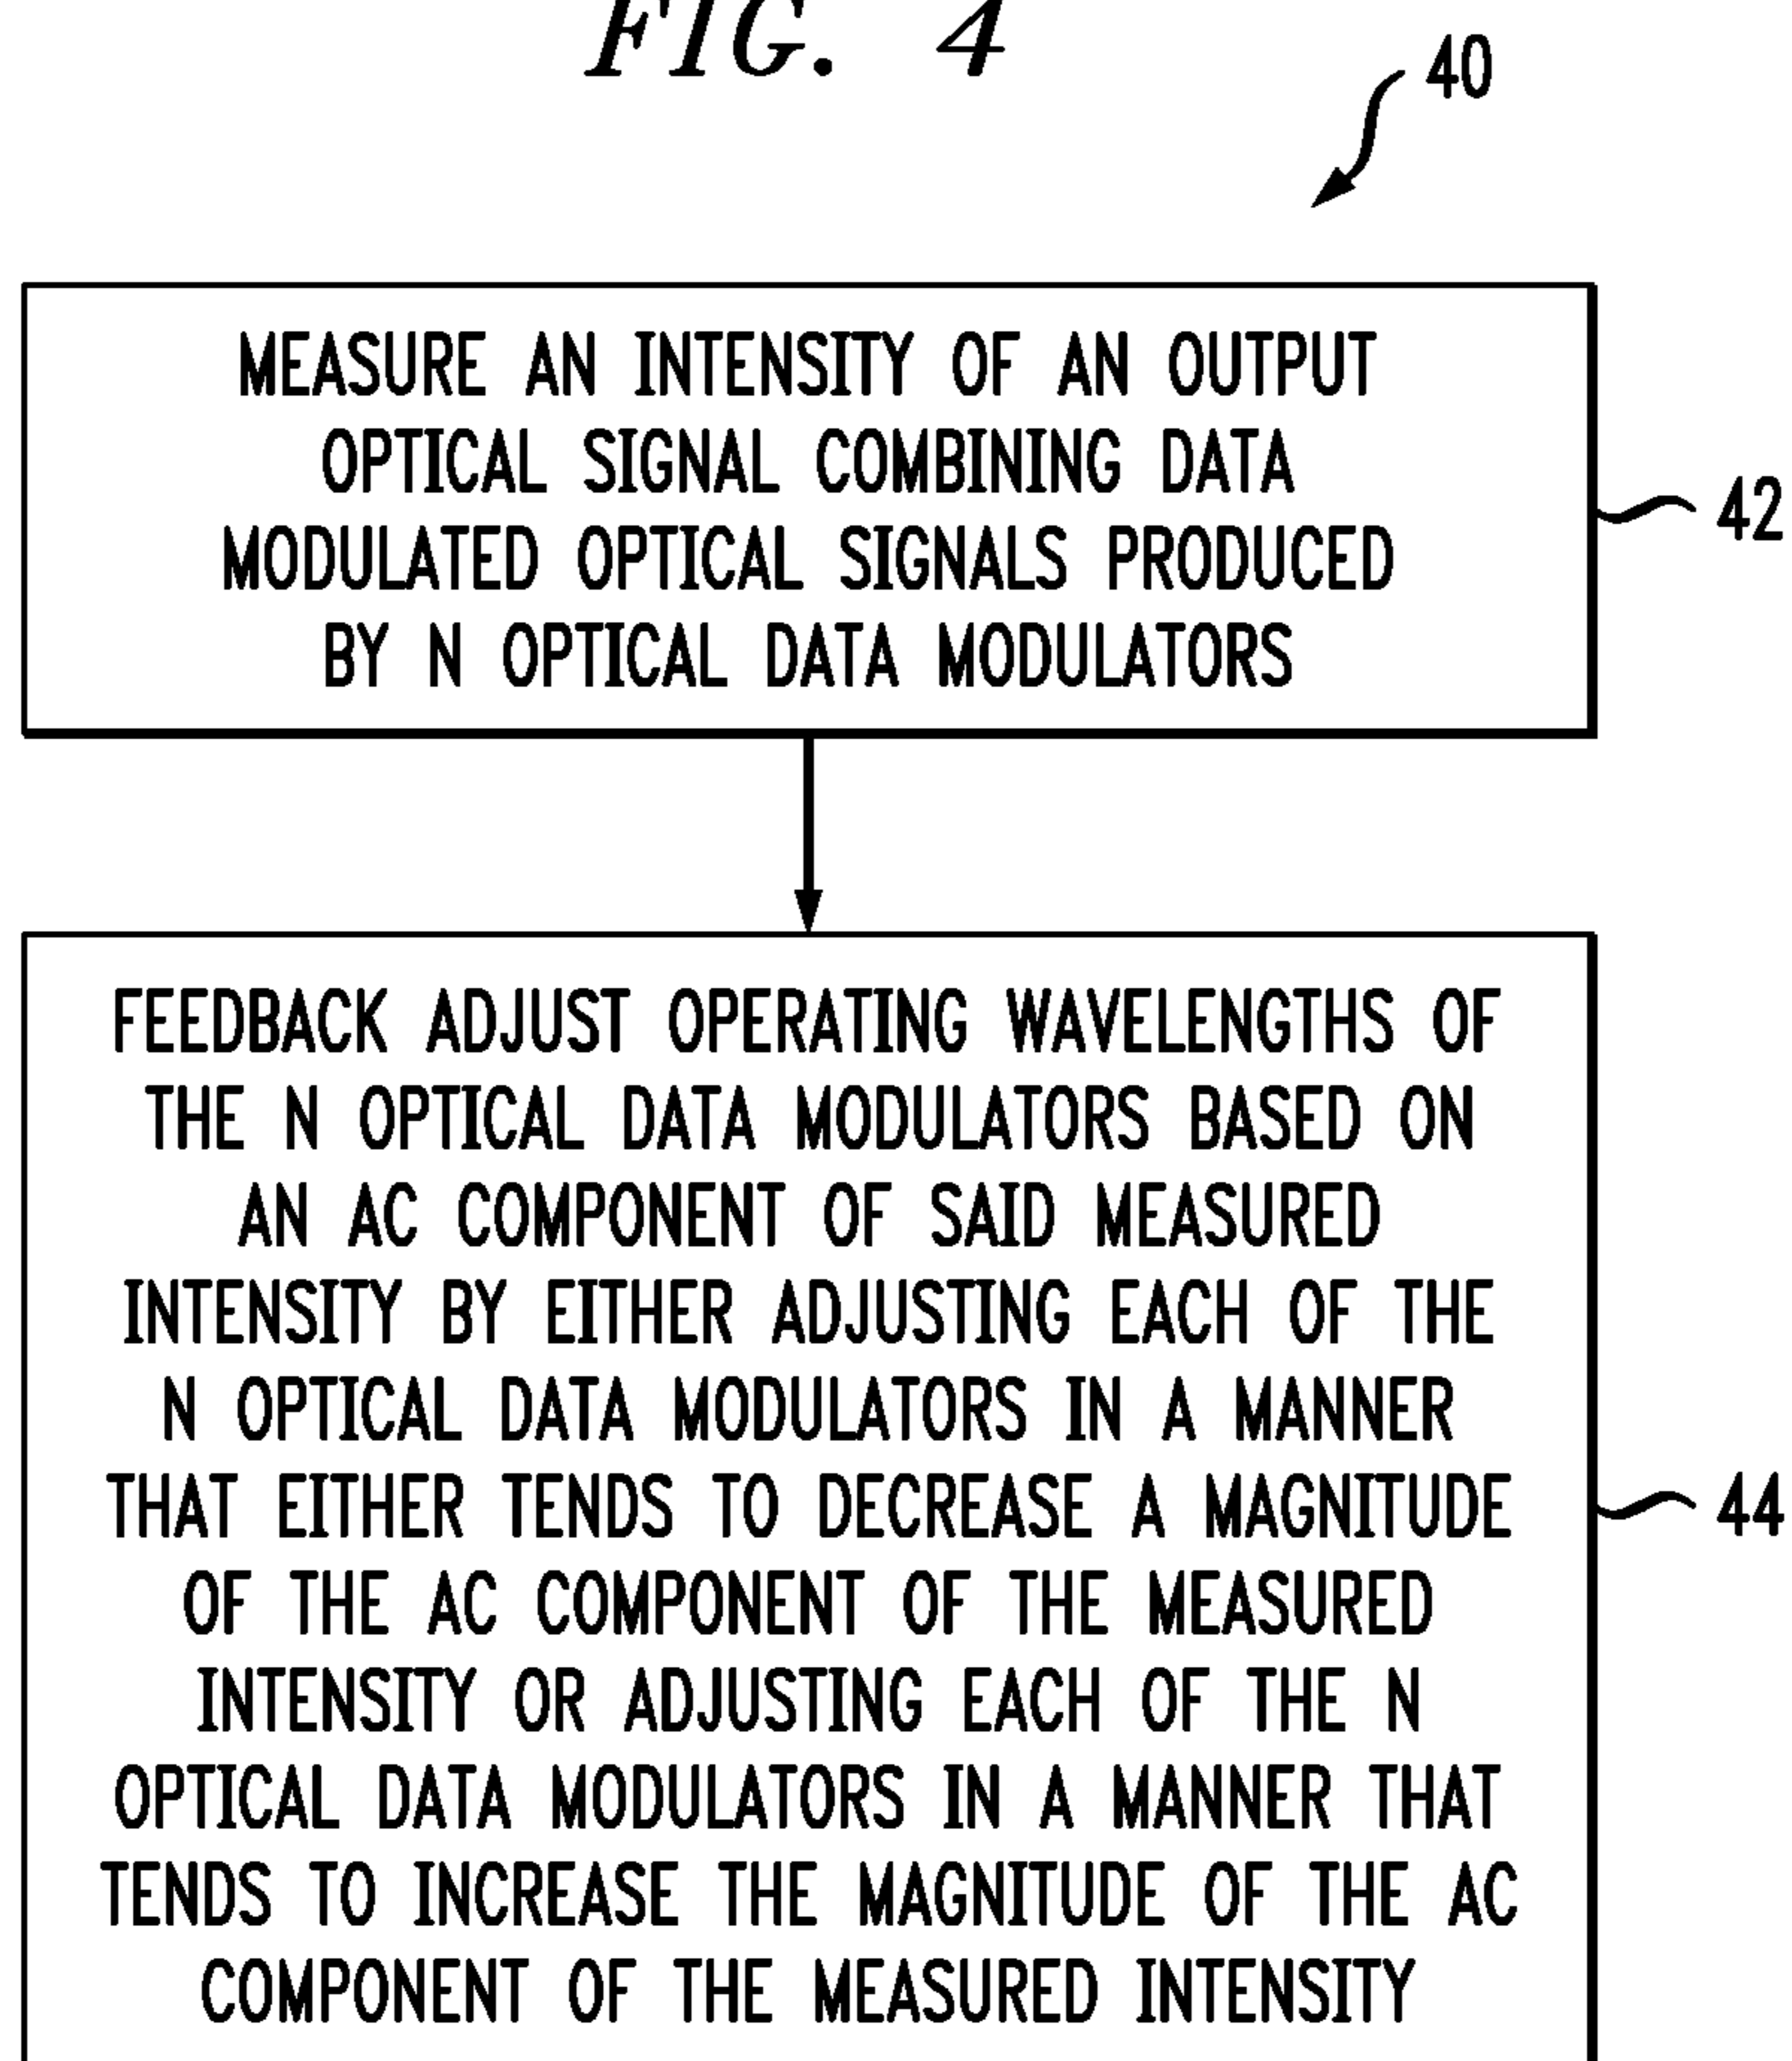 FIG. 4
40
MEASURE AN INTENSITY OF AN OUTPUT
OPTICAL SIGNAL COMBINING DATA
MODULATED OPTICAL SIGNALS PRODUCED
BY N OPTICAL DATA MODULATORS
42
FEEDBACK ADJUST OPERATING WAVELENGTHS OF
THE N OPTICAL DATA MODULATORS BASED ON
AN AC COMPONENT OF SAID MEASURED
INTENSITY BY EITHER ADJUSTING EACH OF THE
N OPTICAL DATA MODULATORS IN A MANNER
THAT EITHER TENDS TO DECREASE A MAGNITUDE
OF THE AC COMPONENT OF THE MEASURED
INTENSITY OR ADJUSTING EACH OF THE N
OPTICAL DATA MODULATORS IN A MANNER THAT
TENDS TO INCREASE THE MAGNITUDE OF THE AC
COMPONENT OF THE MEASURED INTENSITY
44